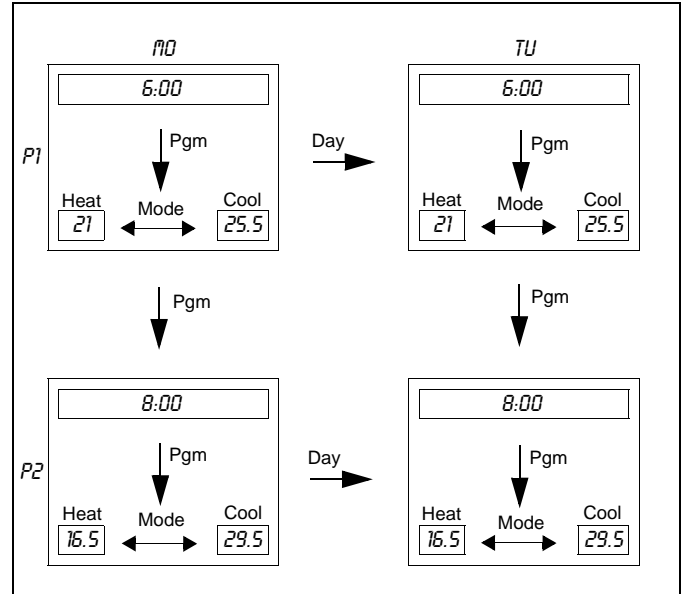 MO TU
6:00 6:00
P1 Pgm Day Pgm
Heat Mode Cool Heat Mode Cool
21 25.5 21 25.5
Pgm Pgm
8:00 8:00
P2 Pgm Day Pgm
Heat Mode Cool Heat Mode Cool
16.5 29.5 16.5 29.5